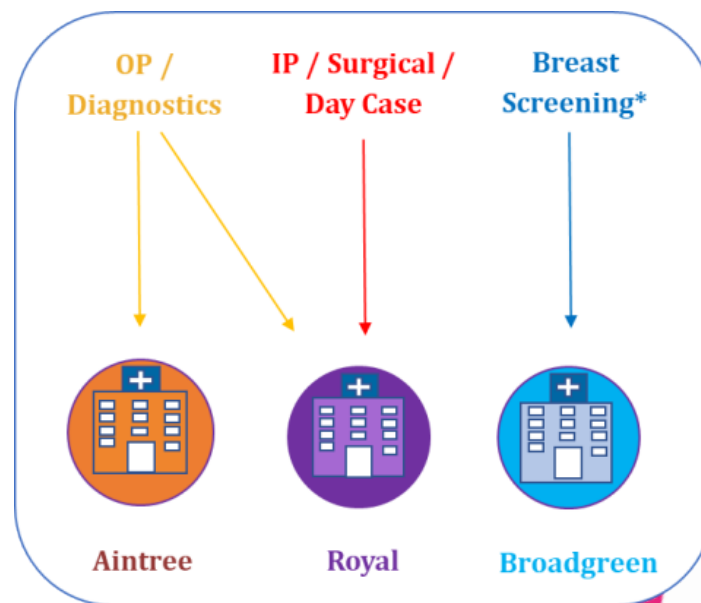 OP /
Diagnostics
IP / Surgical /
Day Case
Breast
Screening*
Aintree
Royal
Broadgreen